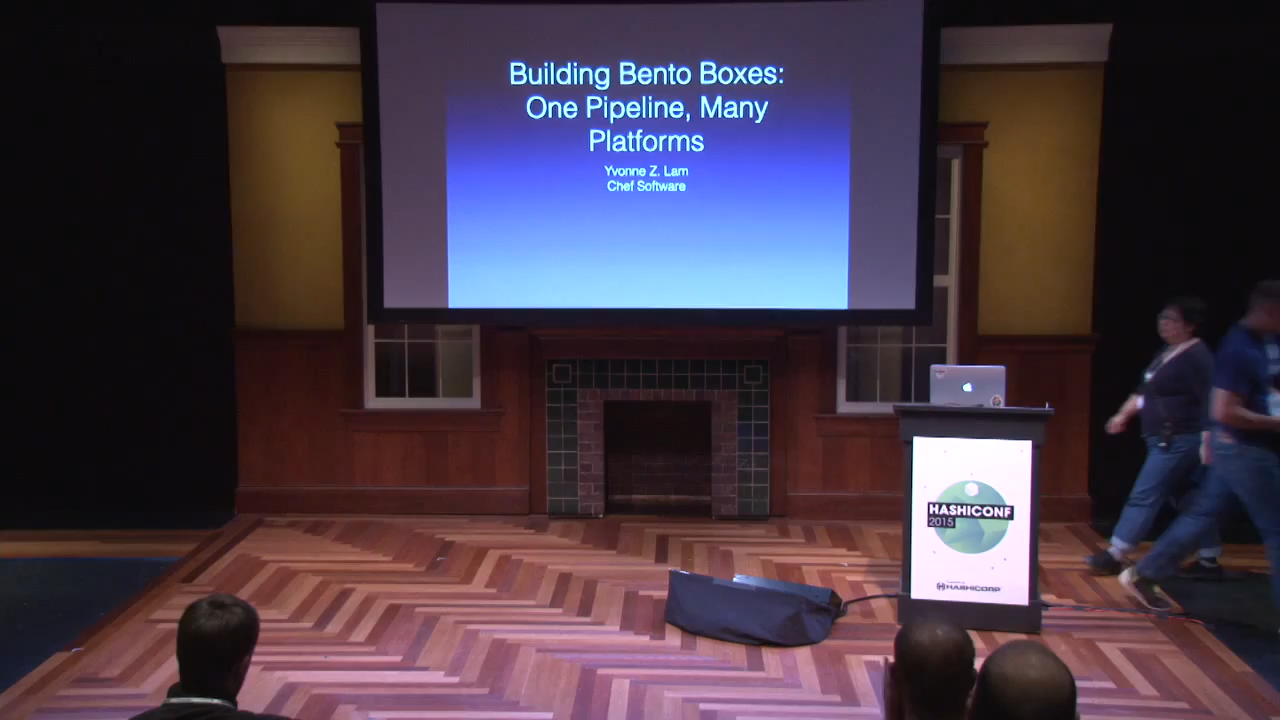 Building Bento Boxes:
One Pipeline, Many
Platforms
Yvonne Z. Lam
Chef Software
HASHICONF
2015
HASHICORP